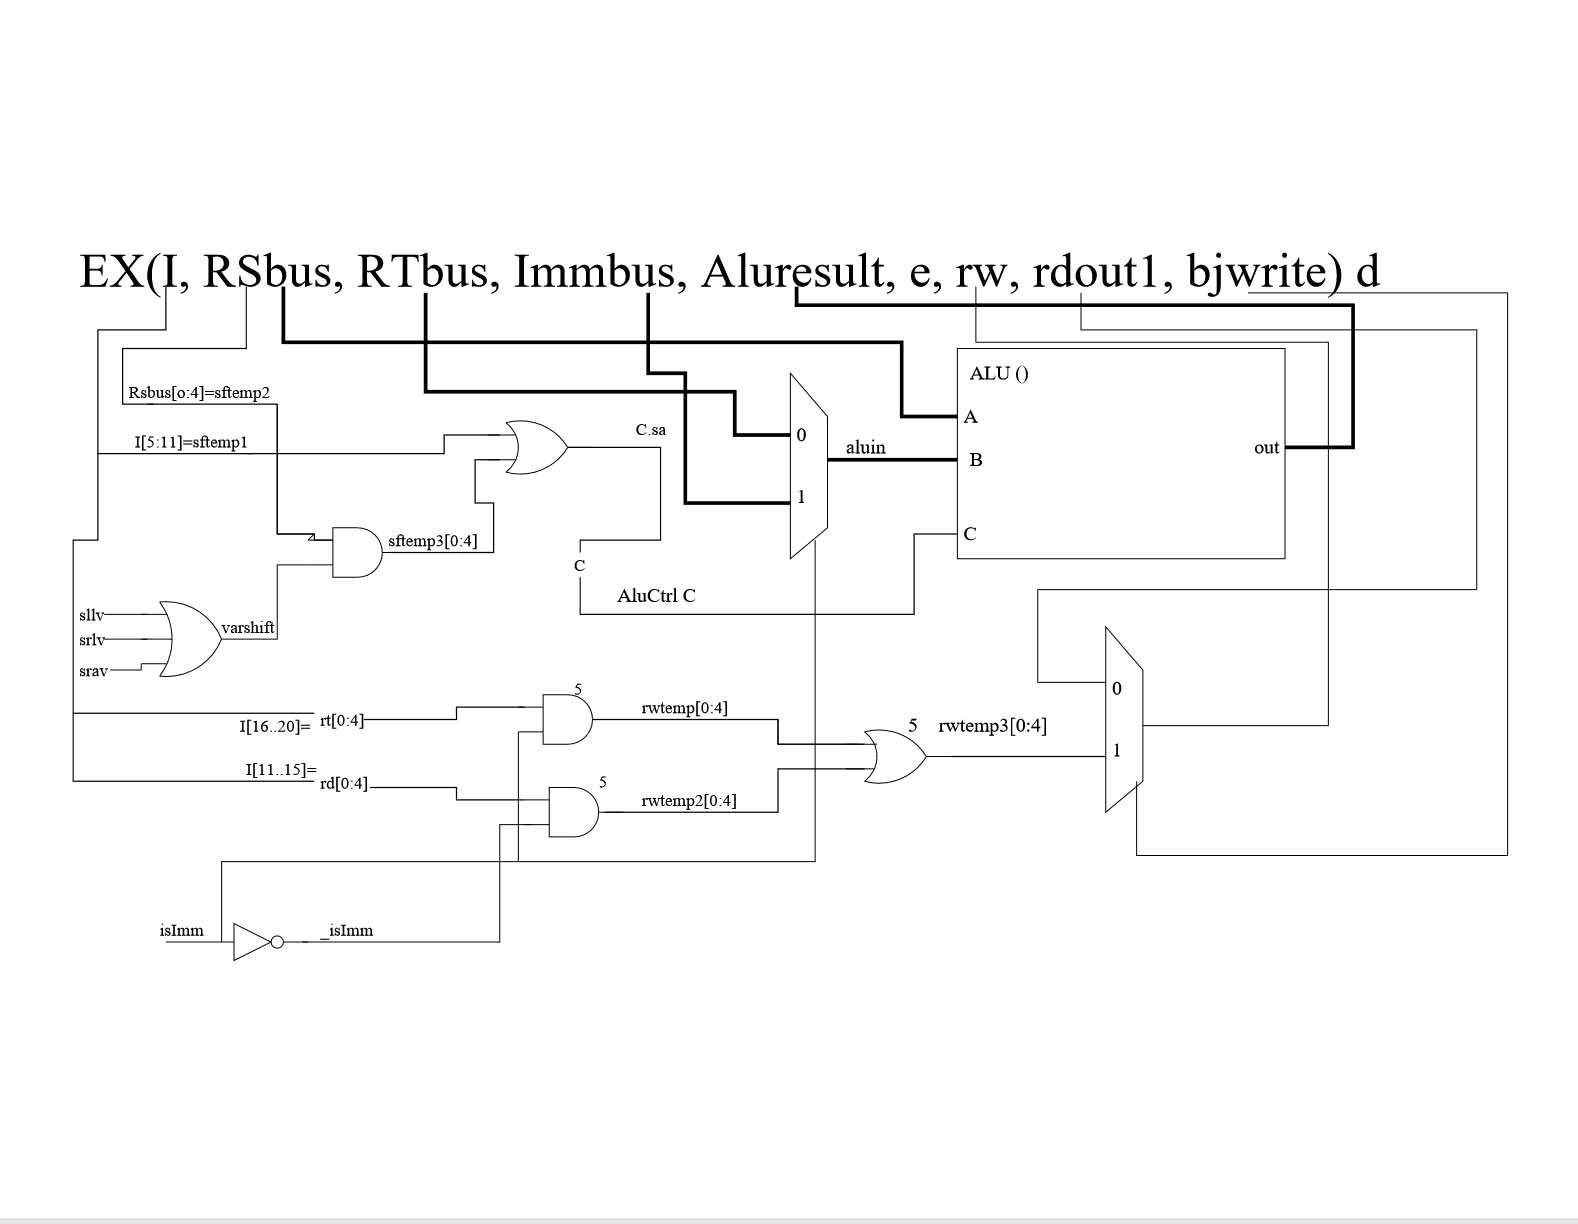 EX(I, RSbus, RTbus, Immbus, Aluresult, e, rw, rdout1, bjwrite) d
ALU ()
Rsbus[o:4]=sftemp2
A
C.sa
0
I[5:11]=sftemp1
aluin
out
B
1
C
sftemp3[0:4]
C
AluCtrl C
sllv
varshift
srlv
srav
5
0
rwtemp[0:4]
rt[0:4]
I[16..20]=
5
rwtemp3[0:4]
1
I[11..15]=
rd[0:4]
5
rwtemp2[0:4]
isImm
_isImm